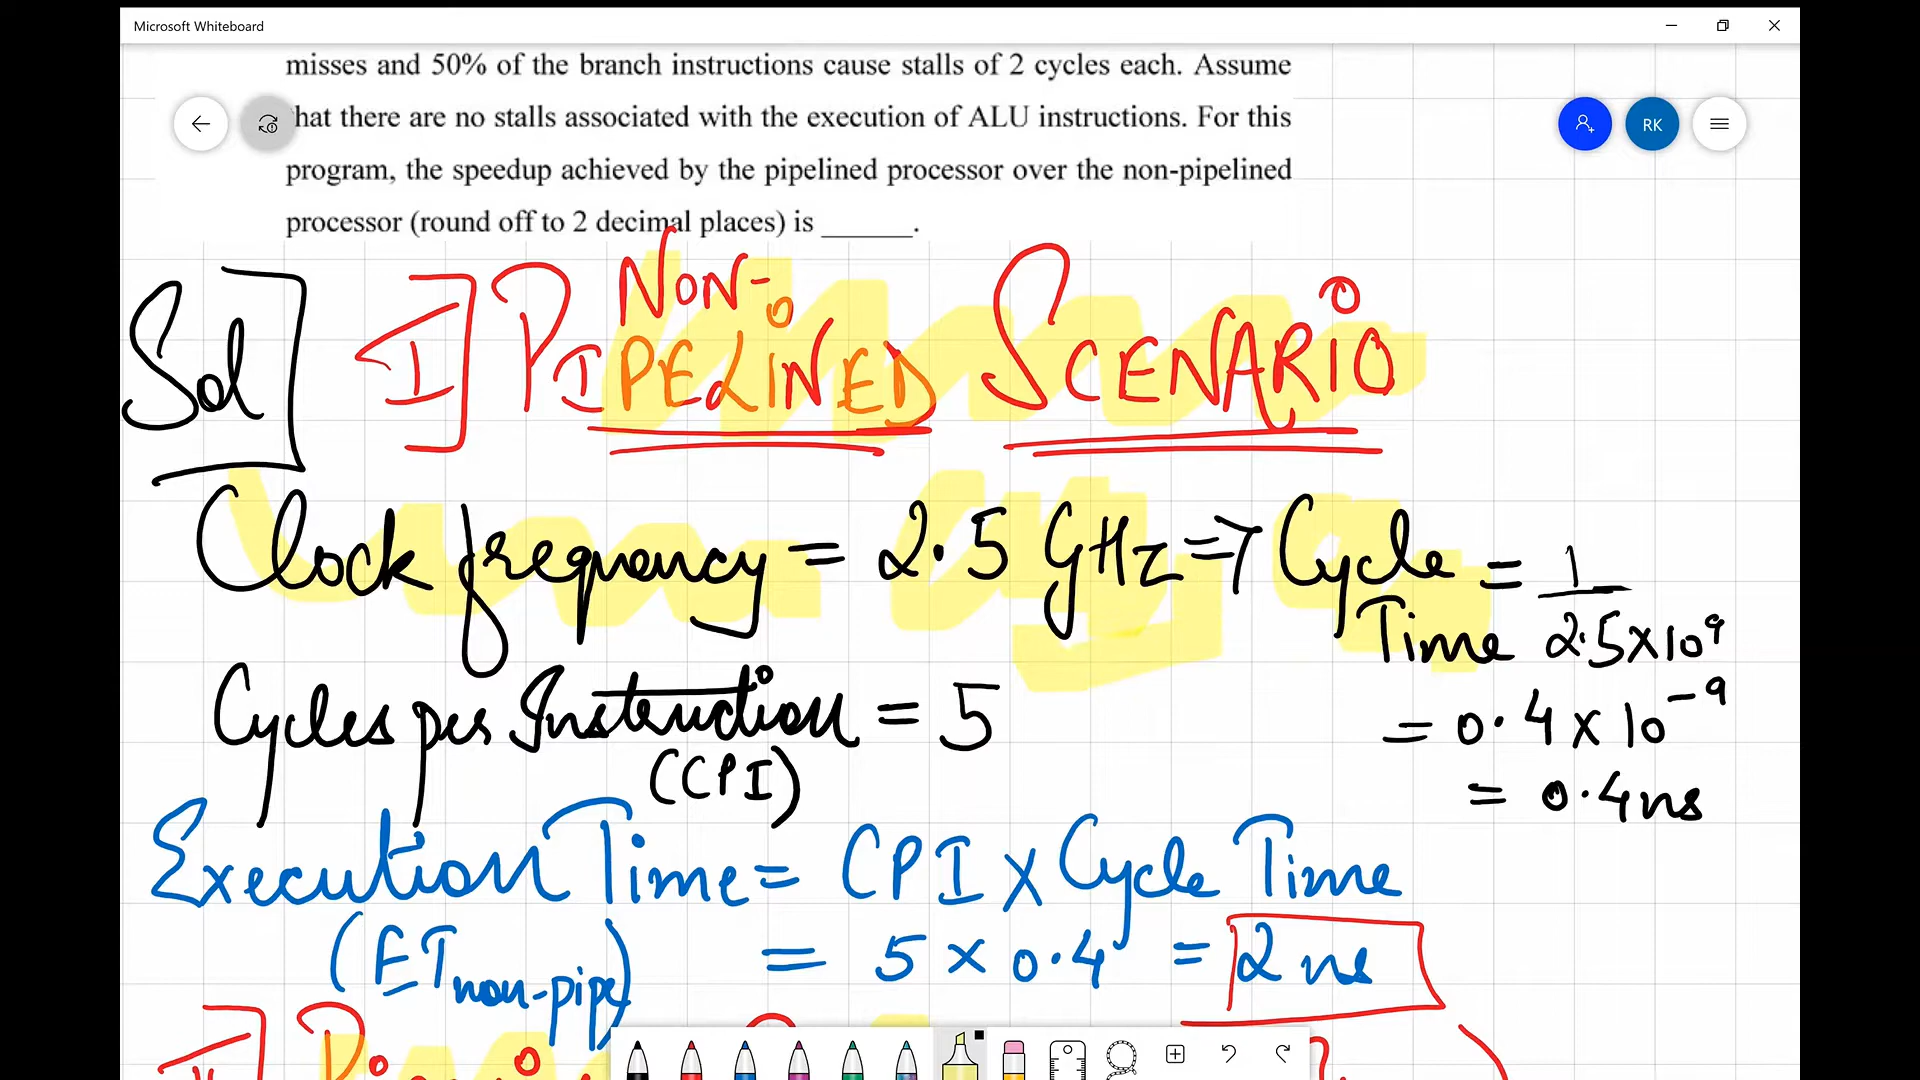 Microsoft Whiteboard
misses and 50% of the branch instructions cause stalls of 2 cycles each. Assume
hat there are no stalls associated with the execution of ALU instructions. For this
program, the speedup achieved by the pipelined processor over the non-pipelined
processor (round off to 2 decimal places) is ______.
RK
Sol I] NON-
PIPELINED SCENARIO
Clock frequency = 2.5 GHz => Cycle Time = 1 / 2.5×10⁹
= 0.4 × 10⁻⁹
= 0.4 ns
Cycles per Instruction = 5
(CPI)
Execution Time = CPI × Cycle Time
(ET non-pipe) = 5 × 0.4 = 2 ns